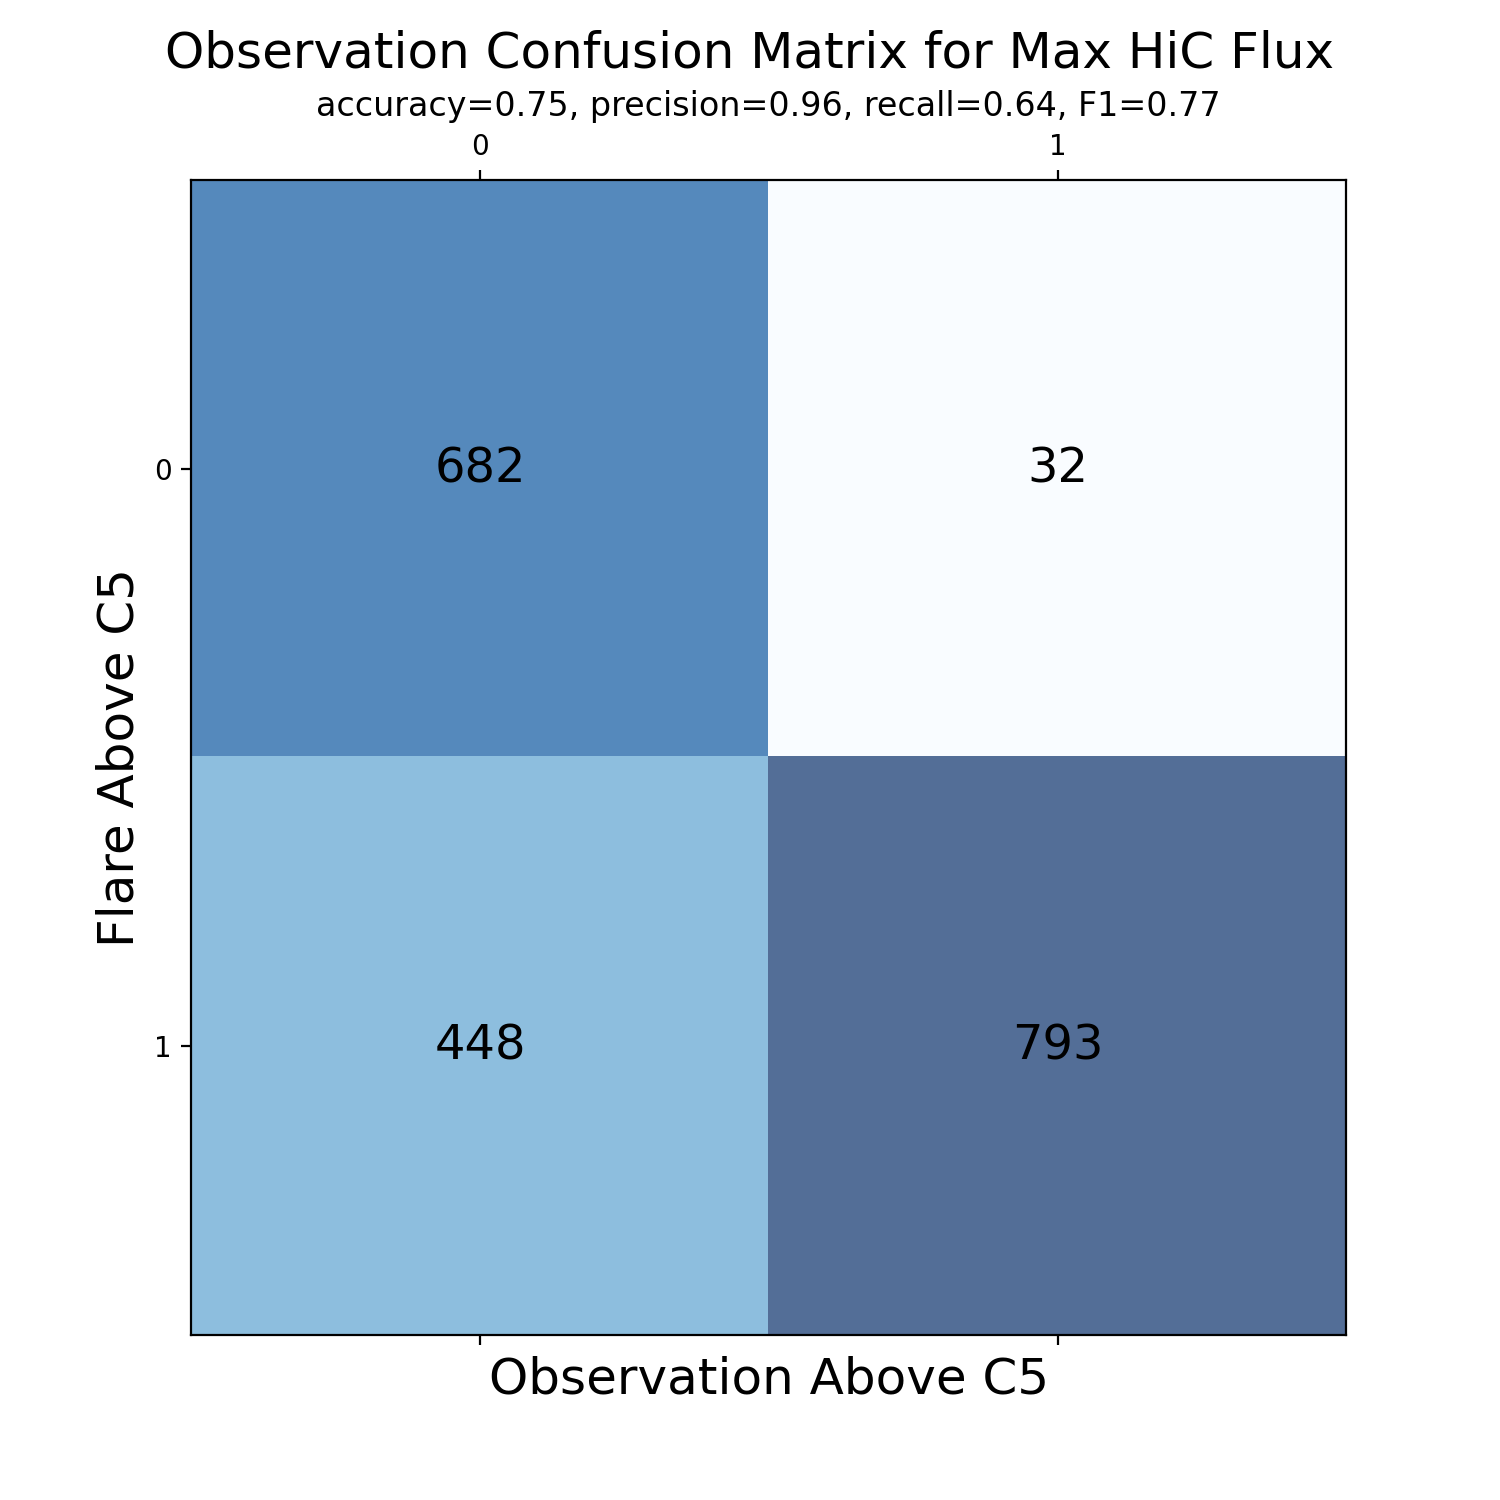 Observation Confusion Matrix for Max HiC Flux
accuracy=0.75, precision=0.96, recall=0.64, F1=0.77
0 1
0 682 32
Flare Above C5
1 448 793
Observation Above C5